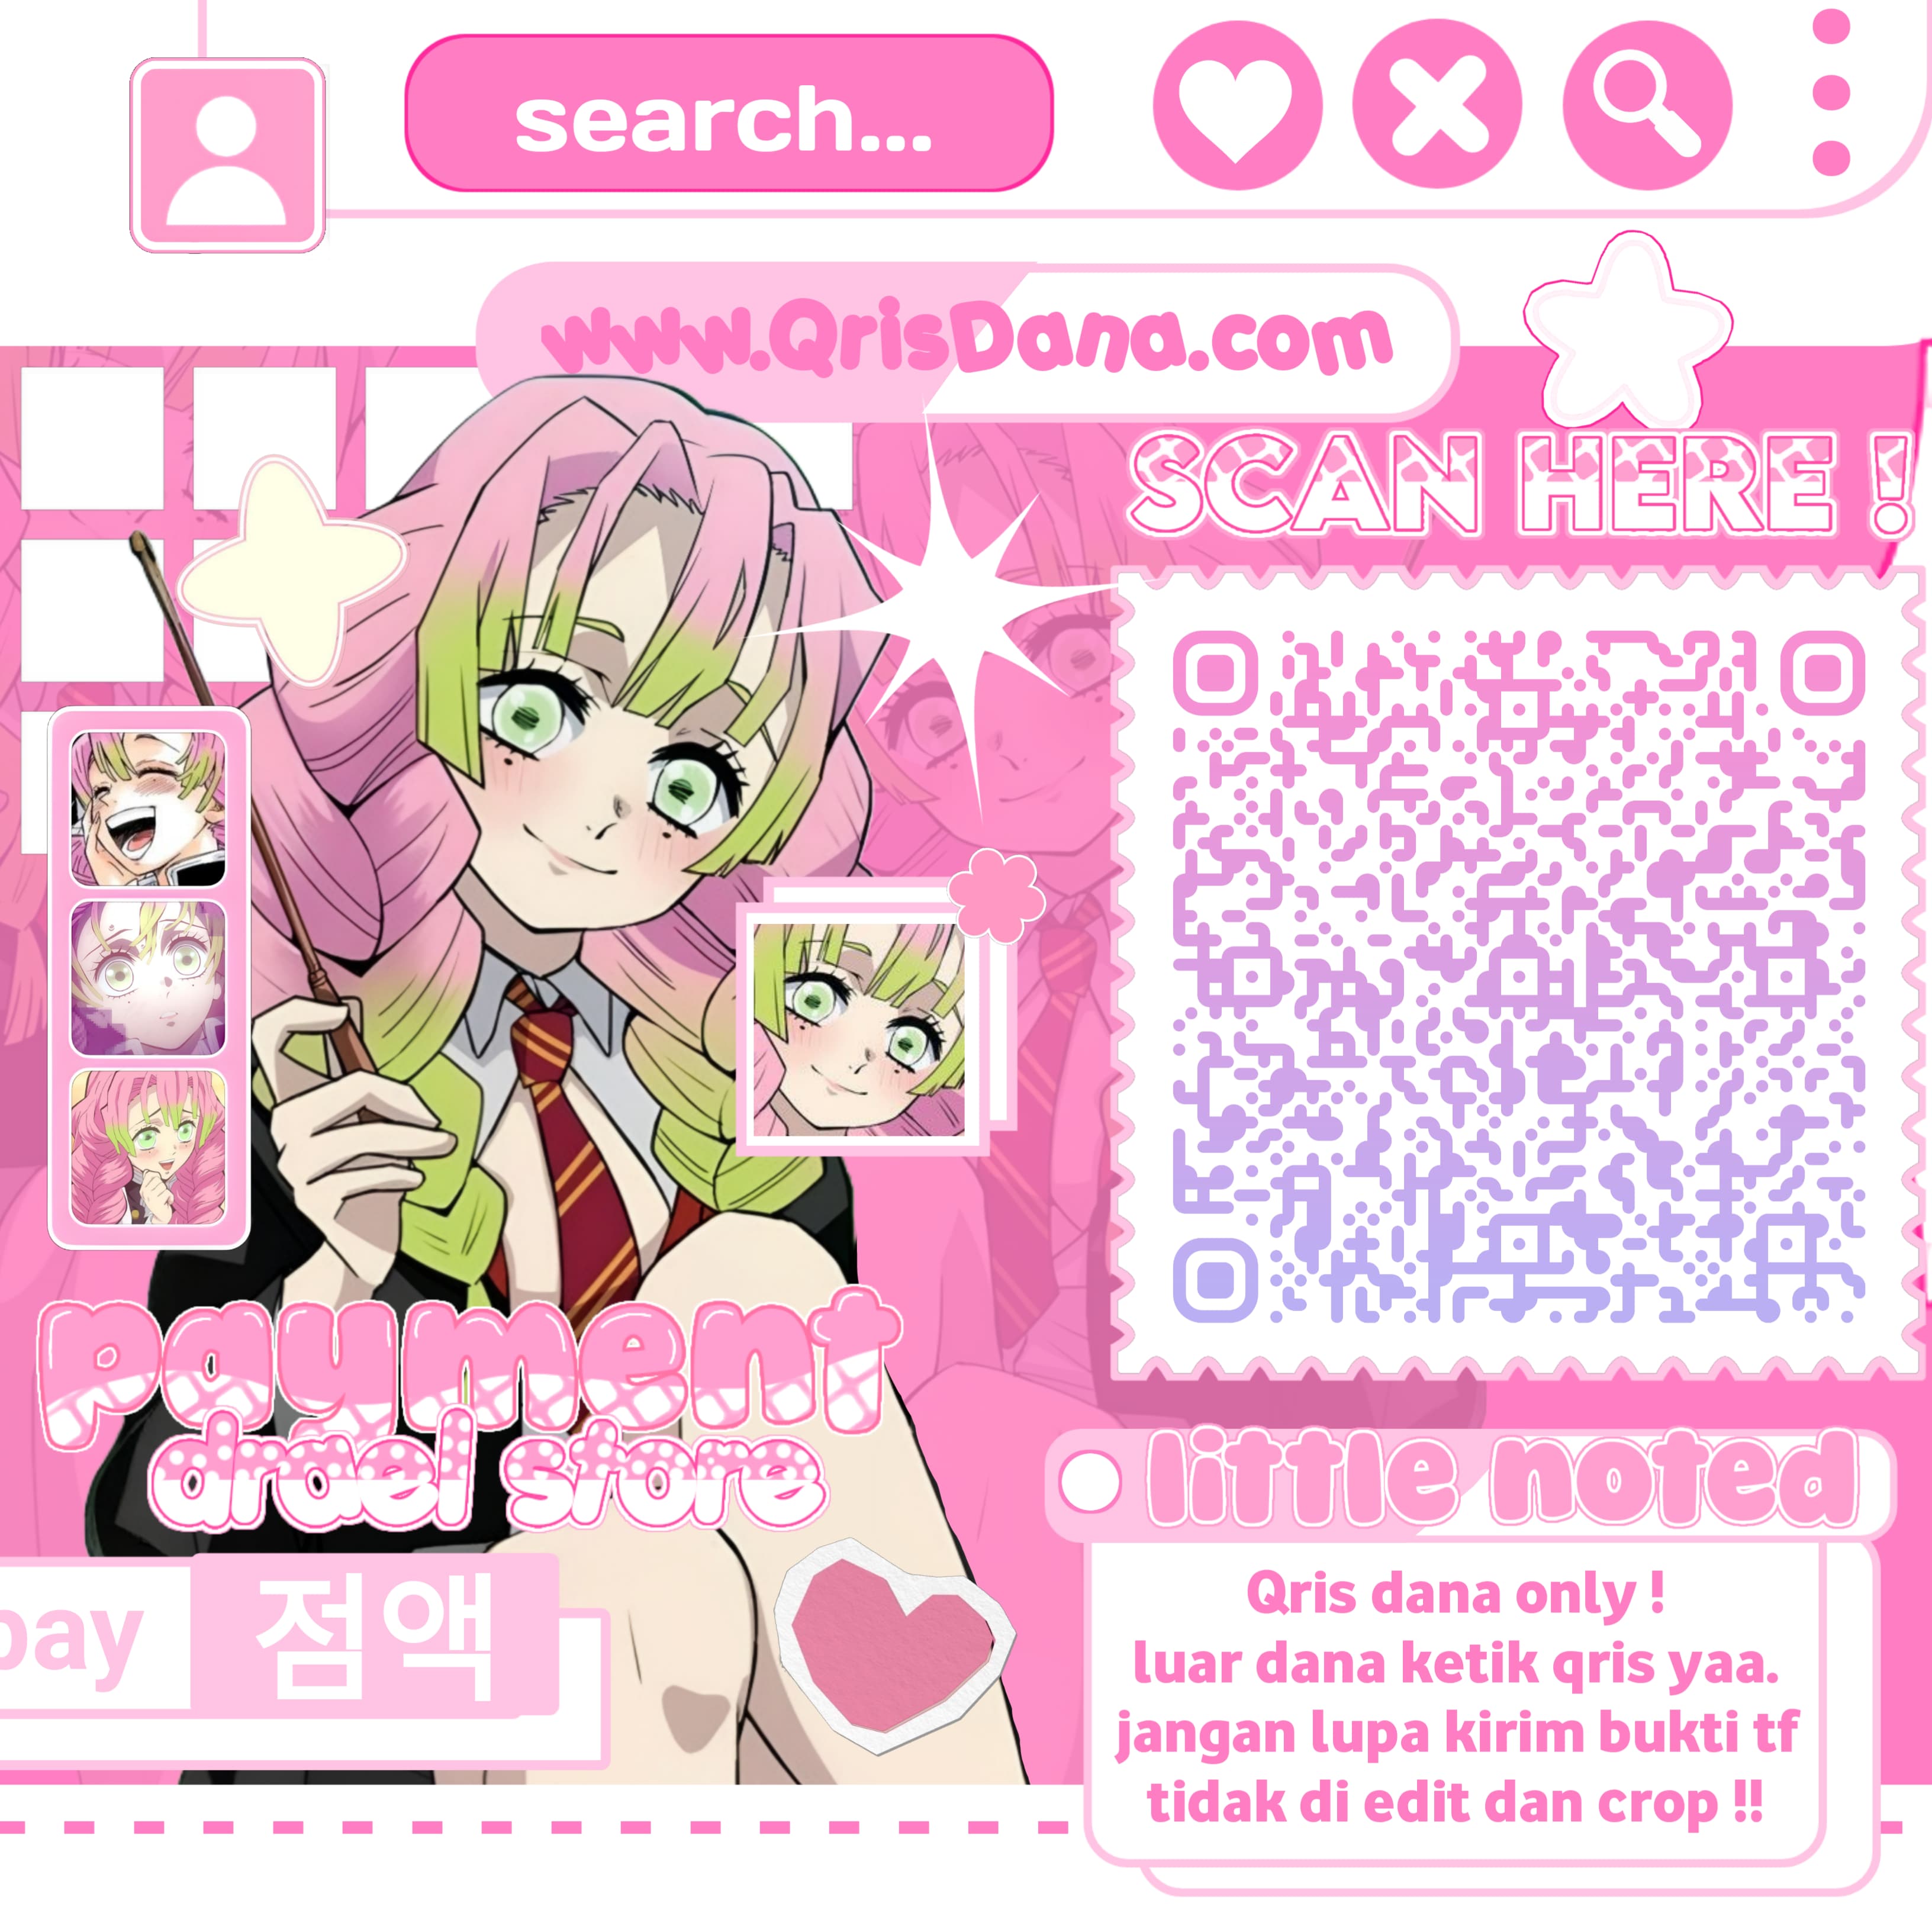 search...
www.QrisDana.com
SCAN HERE !
payment
drael store
pay
점액
little noted
Qris dana only !
luar dana ketik qris yaa.
jangan lupa kirim bukti tf
tidak di edit dan crop !!